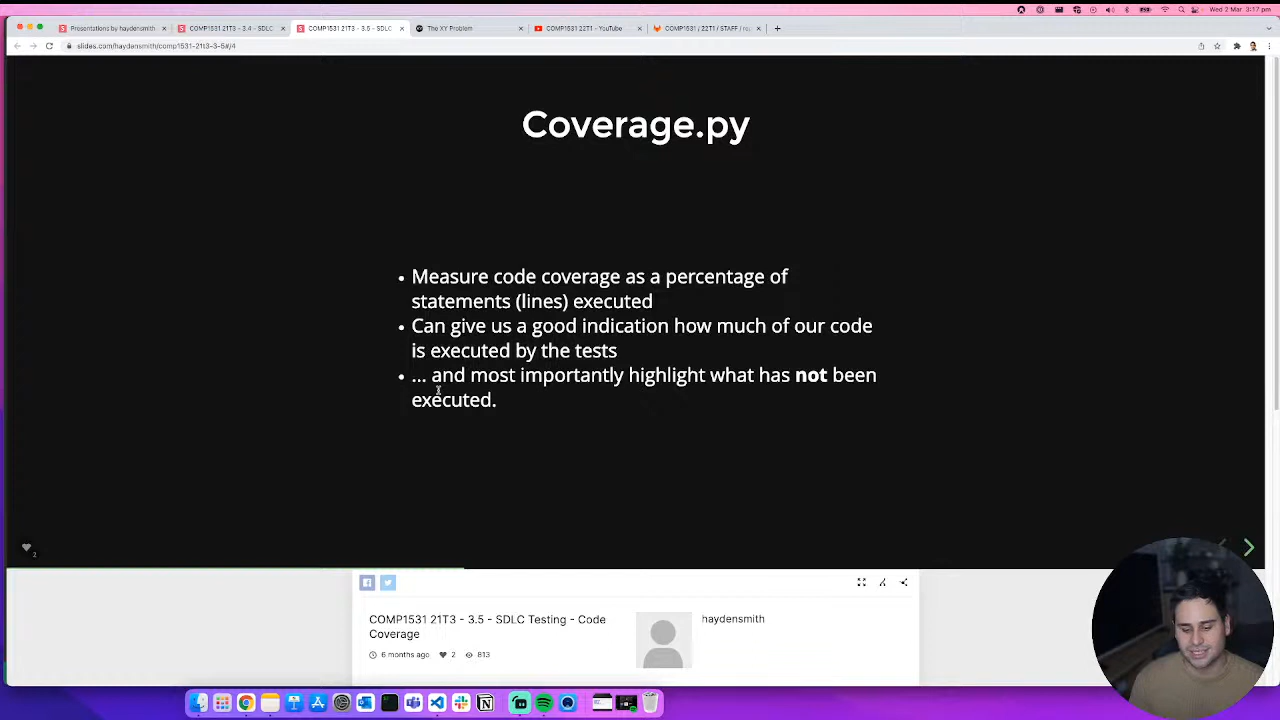 Wed 2 Mar 3:17 pm
Presentations by haydensmith
COMP1531 21T3 - 3.4 - SDLC
COMP1531 21T3 - 3.5 - SDLC
The XY Problem
COMP1531 22T1 - YouTube
COMP1531 / 22T1 / STAFF / re
slides.com/haydensmith/comp1531-21t3-3-5#/4
Coverage.py
Measure code coverage as a percentage of
statements (lines) executed
Can give us a good indication how much of our code
is executed by the tests
... and most importantly highlight what has not been
executed.
2
COMP1531 21T3 - 3.5 - SDLC Testing - Code
Coverage
6 months ago 2 813
haydensmith